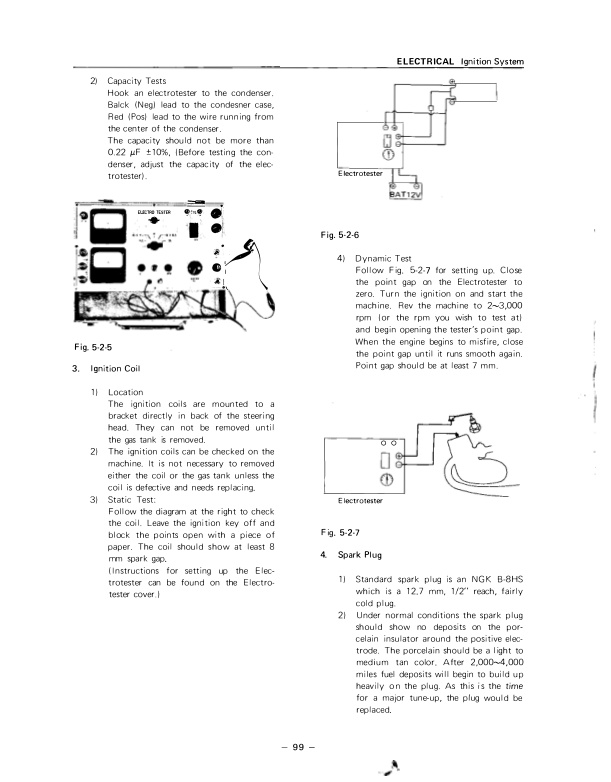 ELECTRICAL Ignition System
2) Capacity Tests
Hook an electrotester to the condenser.
Balck (Neg) lead to the condesner case,
Red (Pos) lead to the wire running from
the center of the condenser.
The capacity should not be more than
0.22 µF ±10%, (Before testing the con-
denser, adjust the capacity of the elec-
trotester).
ELECTRO TESTER
Fig. 5-2-5
3. Ignition Coil
1) Location
The ignition coils are mounted to a
bracket directly in back of the steering
head. They can not be removed until
the gas tank is removed.
2) The ignition coils can be checked on the
machine. It is not necessary to removed
either the coil or the gas tank unless the
coil is defective and needs replacing.
3) Static Test:
Follow the diagram at the right to check
the coil. Leave the ignition key off and
block the points open with a piece of
paper. The coil should show at least 8
mm spark gap.
(Instructions for setting up the Elec-
trotester can be found on the Electro-
tester cover.)
Electrotester
BAT12V
Fig. 5-2-6
4) Dynamic Test
Follow Fig. 5-2-7 for setting up. Close
the point gap on the Electrotester to
zero. Turn the ignition on and start the
machine. Rev the machine to 2~3,000
rpm (or the rpm you wish to test at)
and begin opening the tester's point gap.
When the engine begins to misfire, close
the point gap until it runs smooth again.
Point gap should be at least 7 mm.
Electrotester
Fig. 5-2-7
4. Spark Plug
1) Standard spark plug is an NGK B-8HS
which is a 12.7 mm, 1/2" reach, fairly
cold plug.
2) Under normal conditions the spark plug
should show no deposits on the por-
celain insulator around the positive elec-
trode. The porcelain should be a light to
medium tan color. After 2,000~4,000
miles fuel deposits will begin to build up
heavily on the plug. As this is the time
for a major tune-up, the plug would be
replaced.
– 99 –